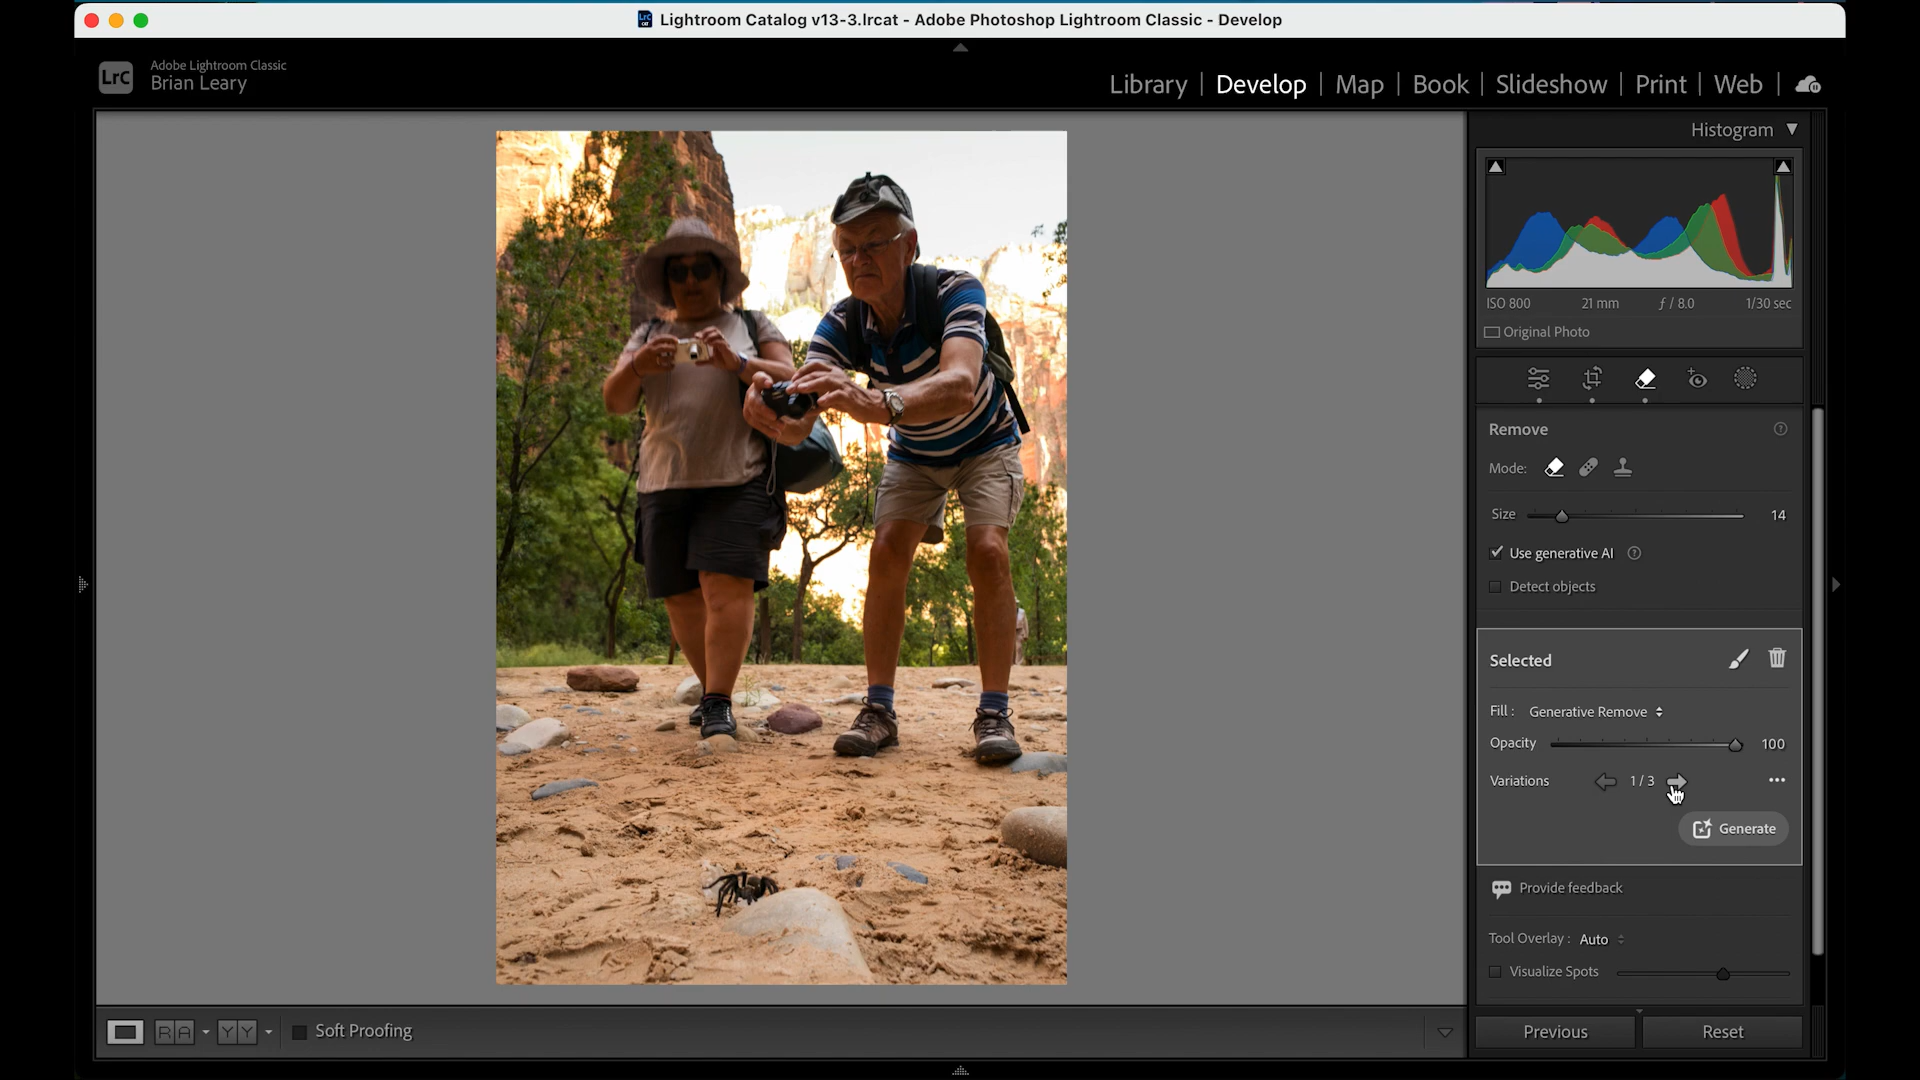 Lightroom Catalog v13-3.lrcat - Adobe Photoshop Lightroom Classic - Develop
LrC
Adobe Lightroom Classic
Brian Leary
Library | Develop | Map | Book | Slideshow | Print | Web
Histogram
ISO 800 21 mm ƒ / 8.0 1/30 sec
Original Photo
Remove
Mode:
Size 14
Use generative AI
Detect objects
Selected
Fill : Generative Remove
Opacity 100
Variations 1 / 3
Generate
Provide feedback
Tool Overlay : Auto
Visualize Spots
R A Y Y Soft Proofing
Previous Reset